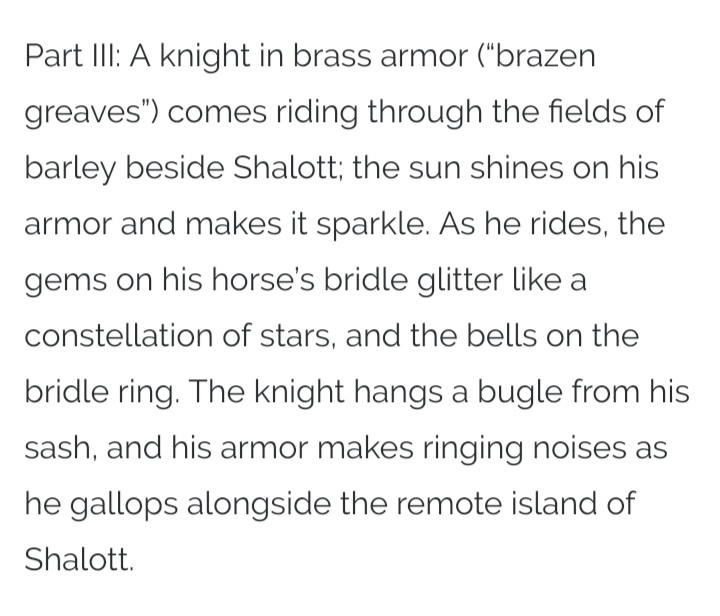 Part III: A knight in brass armor (“brazen
greaves”) comes riding through the fields of
barley beside Shalott; the sun shines on his
armor and makes it sparkle. As he rides, the
gems on his horse’s bridle glitter like a
constellation of stars, and the bells on the
bridle ring. The knight hangs a bugle from his
sash, and his armor makes ringing noises as
he gallops alongside the remote island of
Shalott.